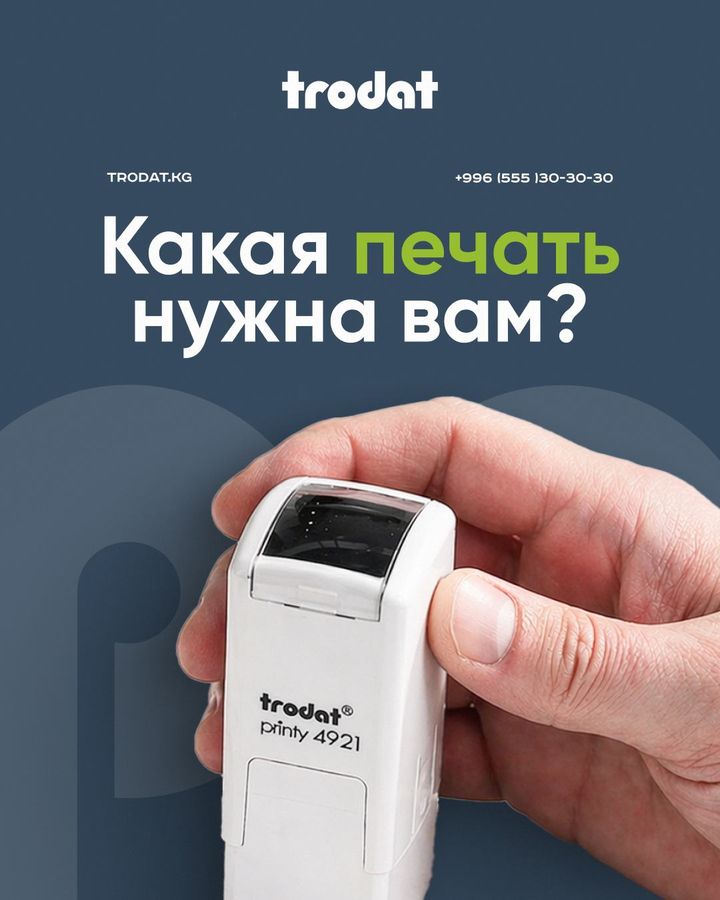 trodat
TRODAT.KG
+996 (555 )30-30-30
Какая печать
нужна вам?
trodat®
printy 4921